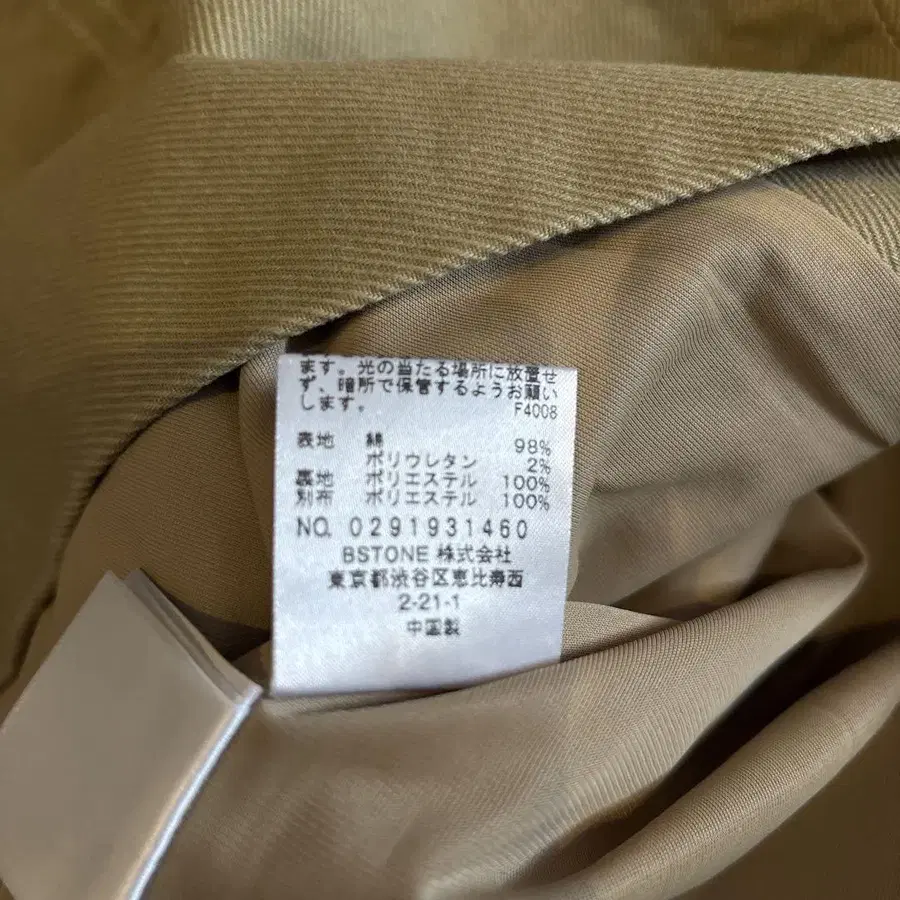 ます。光の当たる場所に放置せ
ず、暗所で保管するようお願い
します。 F4008
表地 綿 98%
ポリウレタン 2%
裏地 ポリエステル 100%
別布 ポリエステル 100%
NO. 0291931460
BSTONE 株式会社
東京都渋谷区恵比寿西
2-21-1
中国製